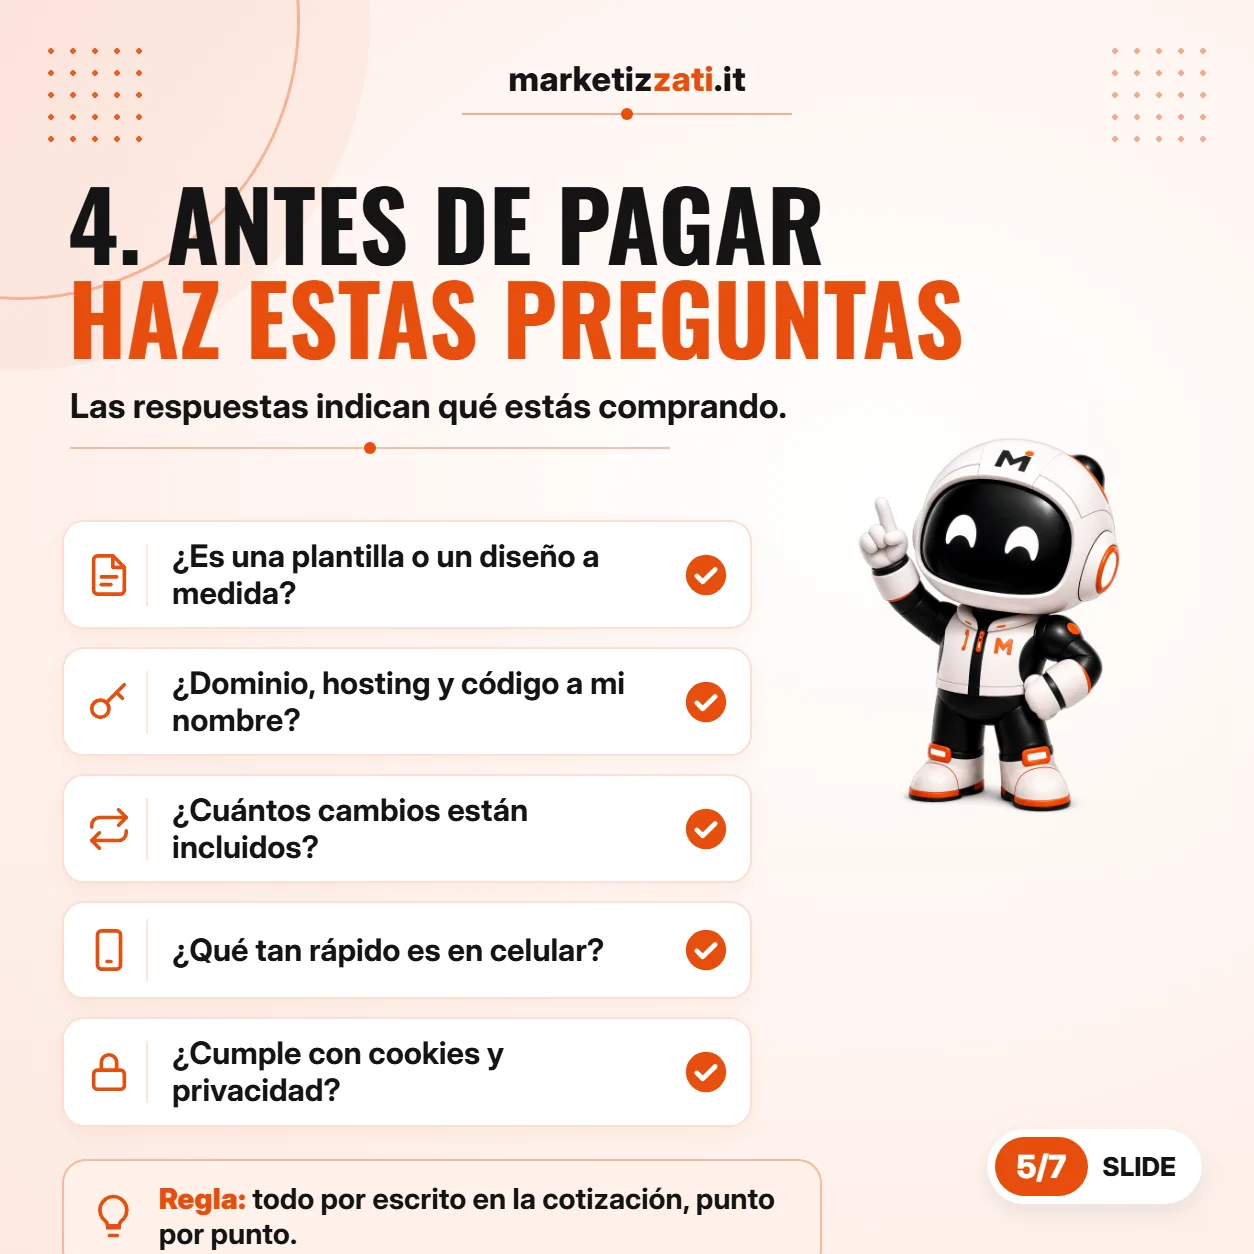 marketizzati.it
4. ANTES DE PAGAR
HAZ ESTAS PREGUNTAS
Las respuestas indican qué estás comprando.
M
M
¿Es una plantilla o un diseño a
medida?
¿Dominio, hosting y código a mi
nombre?
¿Cuántos cambios están
incluidos?
¿Qué tan rápido es en celular?
¿Cumple con cookies y
privacidad?
Regla: todo por escrito en la cotización, punto
por punto.
5/7 SLIDE